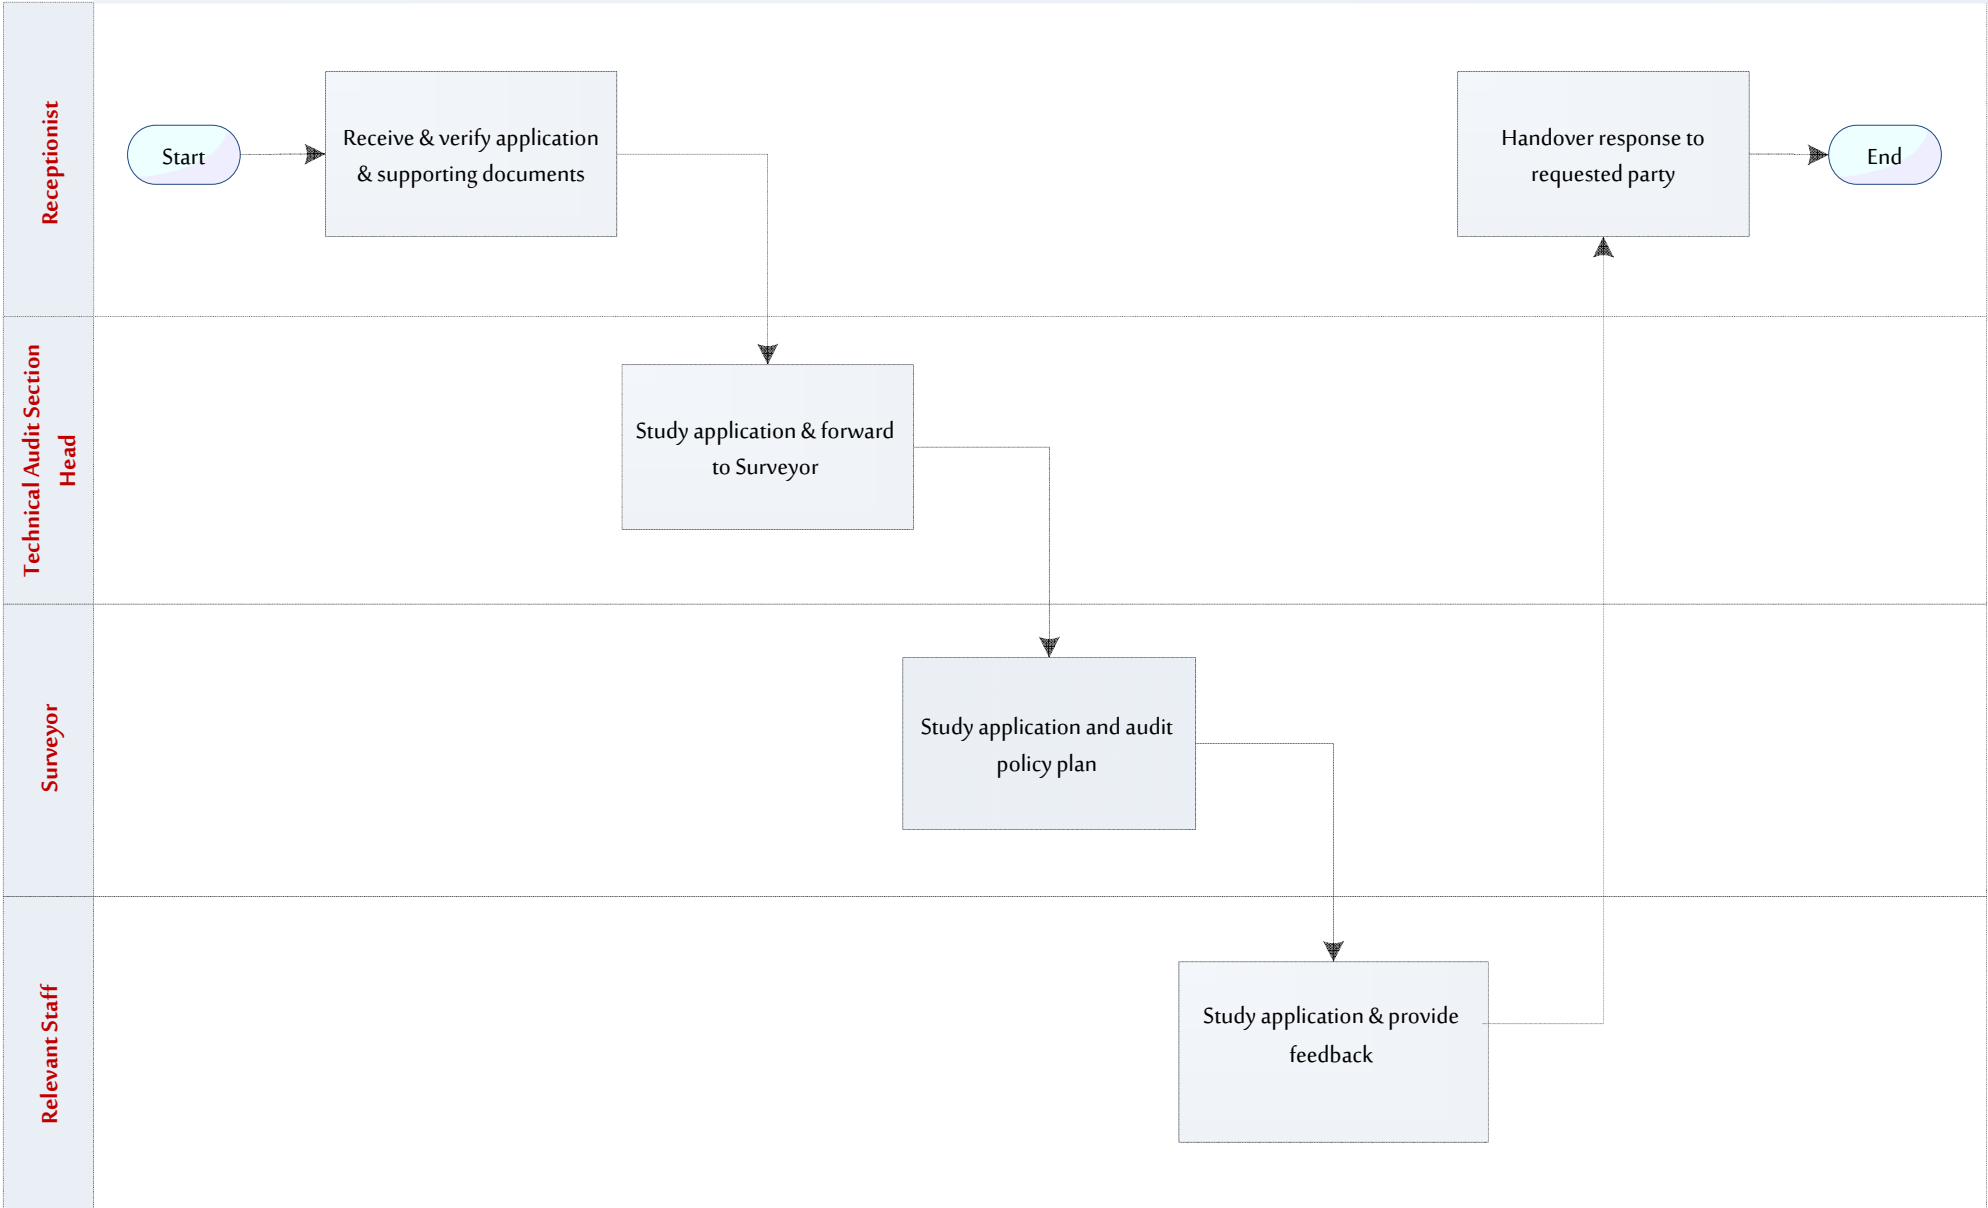 Receptionist
Start
Receive & verify application
& supporting documents
Handover response to
requested party
End
Technical Audit Section
Head
Study application & forward
to Surveyor
Surveyor
Study application and audit
policy plan
Relevant Staff
Study application & provide
feedback